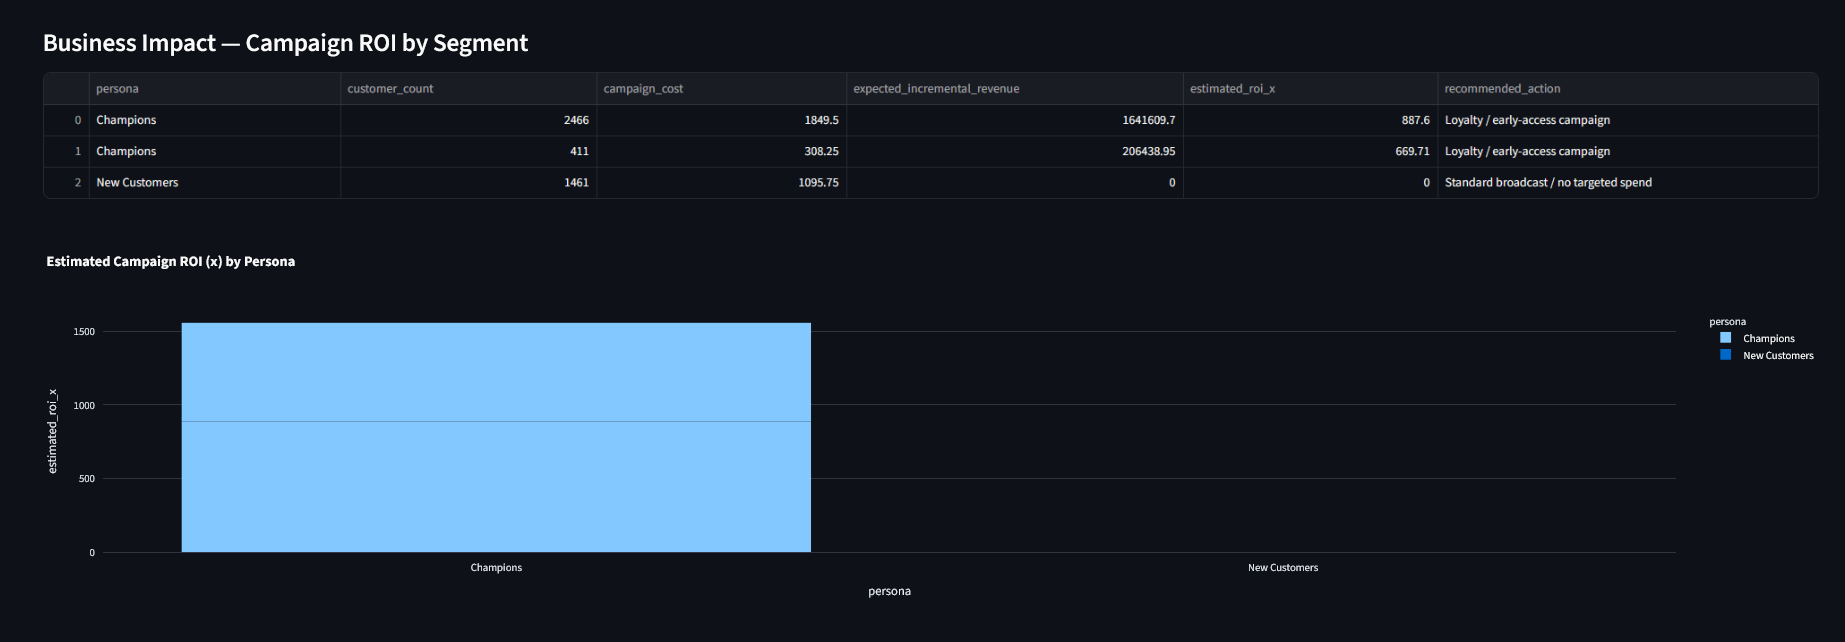 Business Impact — Campaign ROI by Segment
persona customer_count campaign_cost expected_incremental_revenue estimated_roi_x recommended_action
0 Champions 2466 1849.5 1641609.7 887.6 Loyalty / early-access campaign
1 Champions 411 308.25 206438.95 669.71 Loyalty / early-access campaign
2 New Customers 1461 1095.75 0 0 Standard broadcast / no targeted spend
Estimated Campaign ROI (x) by Persona
persona
Champions
New Customers
1500
1000
500
0
estimated_roi_x
Champions New Customers
persona